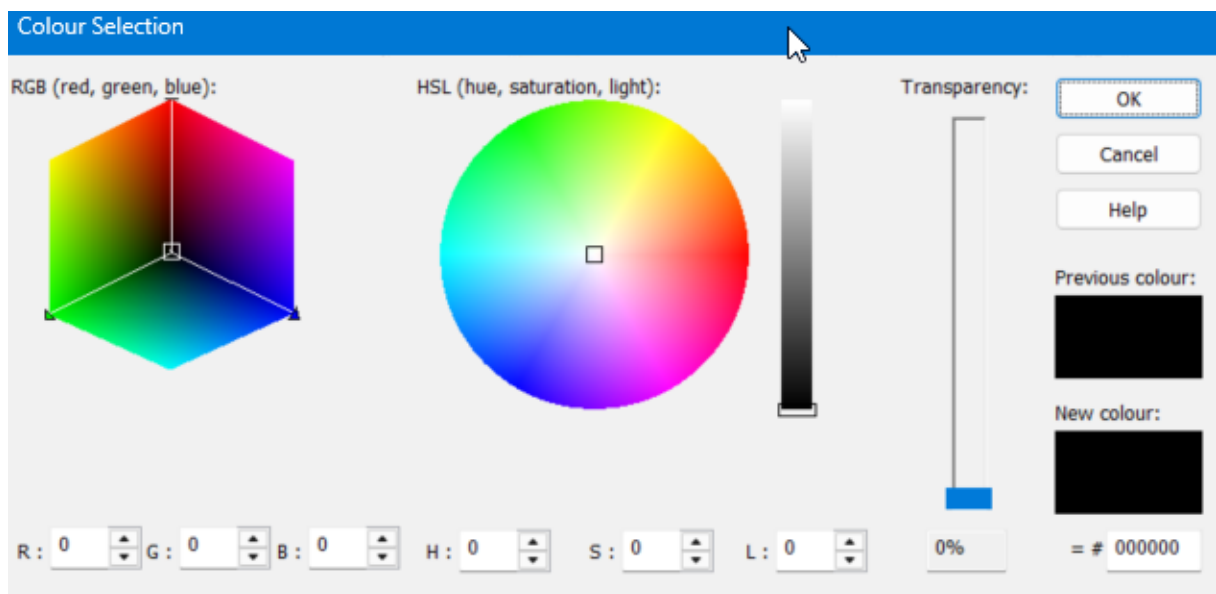 Colour Selection
RGB (red, green, blue):
HSL (hue, saturation, light):
Transparency:
OK
Cancel
Help
Previous colour:
New colour:
R : 0 G : 0 B : 0 H : 0 S : 0 L : 0 0% = # 000000